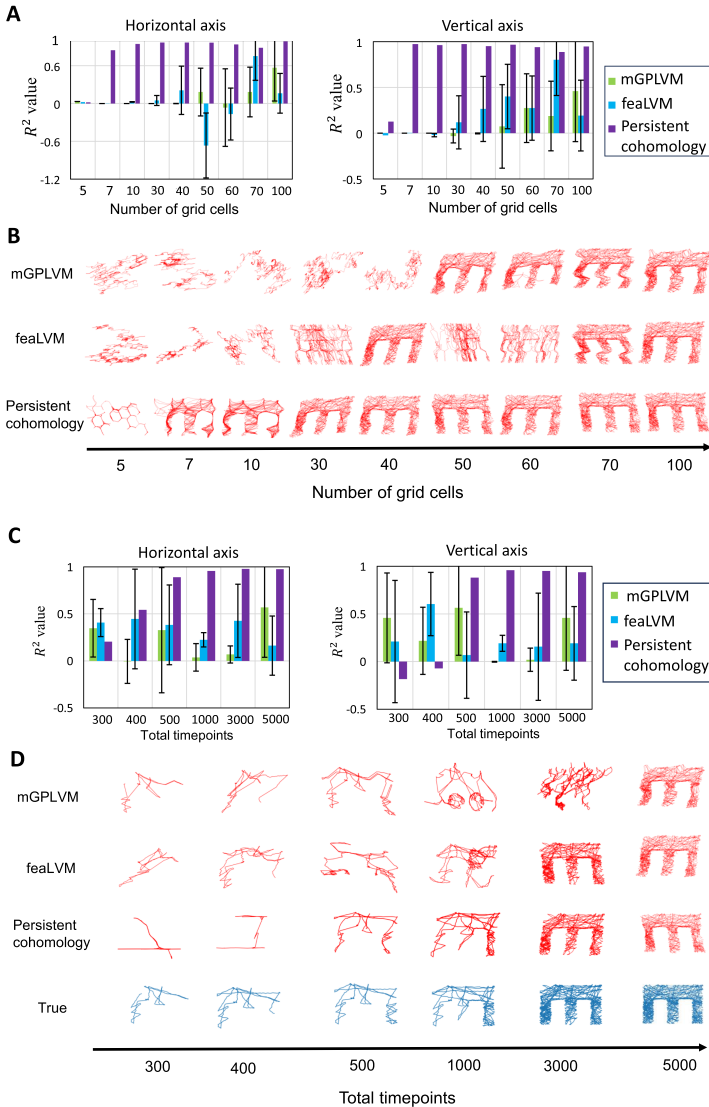 A
Horizontal axis
Vertical axis
R² value
1
0.6
0
-0.6
-1.2
5 7 10 30 40 50 60 70 100
Number of grid cells
R² value
1
0.5
0
-0.5
5 7 10 30 40 50 60 70 100
Number of grid cells
mGPLVM
feaLVM
Persistent
cohomology
B
mGPLVM
feaLVM
Persistent
cohomology
5 7 10 30 40 50 60 70 100
Number of grid cells
C
Horizontal axis
Vertical axis
R² value
1
0.5
0
-0.5
300 400 500 1000 3000 5000
Total timepoints
R² value
1
0.5
0
-0.5
300 400 500 1000 3000 5000
Total timepoints
mGPLVM
feaLVM
Persistent
cohomology
D
mGPLVM
feaLVM
Persistent
cohomology
True
300 400 500 1000 3000 5000
Total timepoints